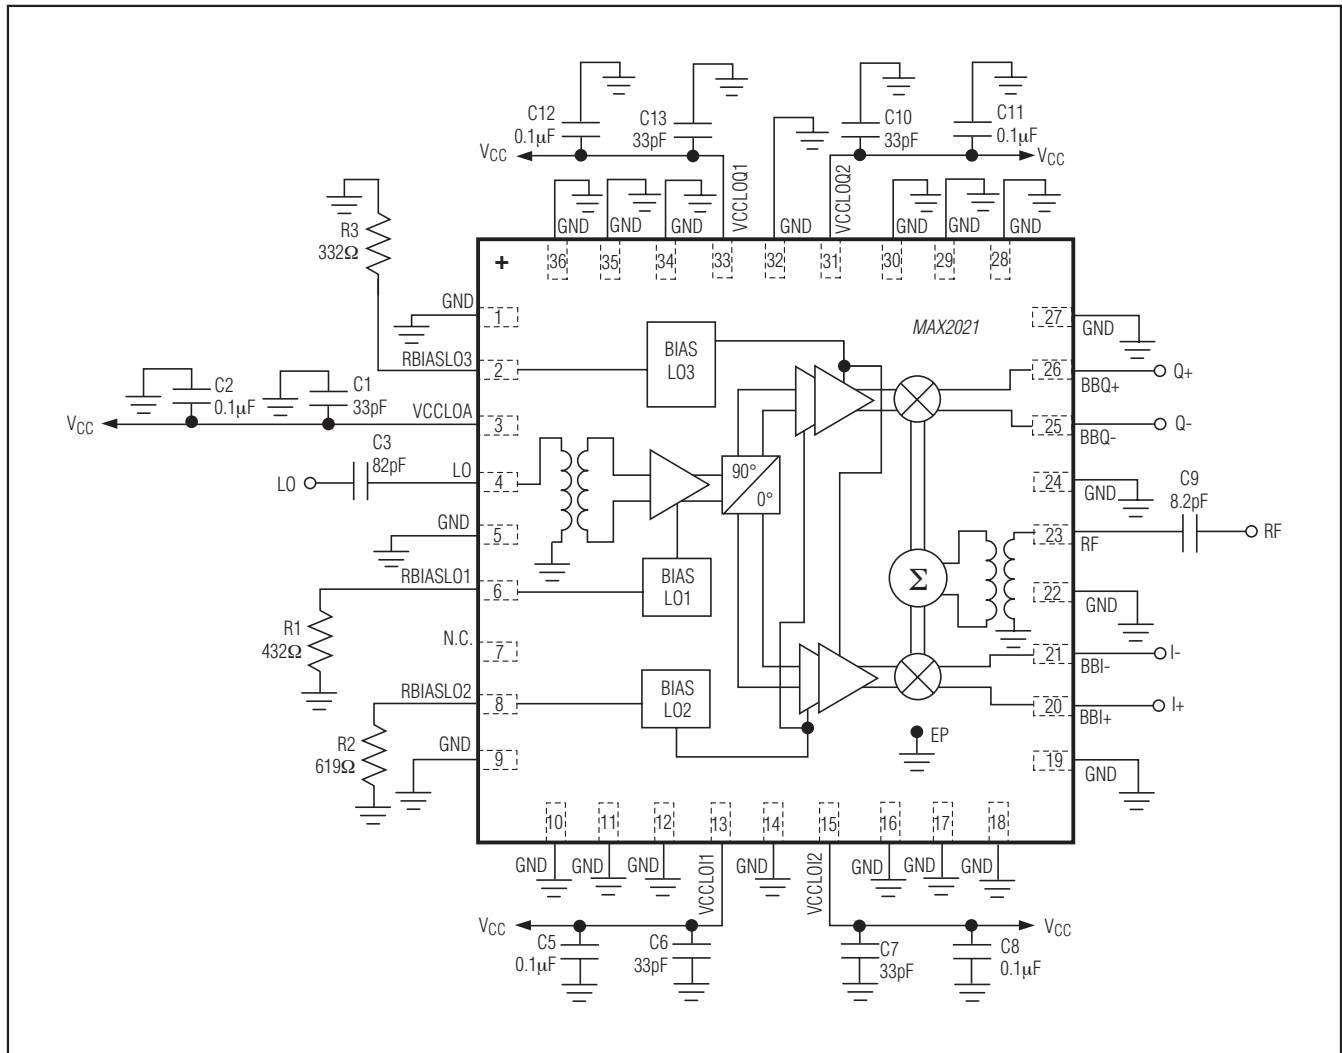 C12
0.1µF
C13
33pF
C10
33pF
C11
0.1µF
VCC
VCC
VCCLOQ1
VCCLOQ2
GND
GND
GND
GND
GND
GND
GND
36
35
34
33
32
31
30
29
28
+
MAX2021
R3
332Ω
GND
1
RBIASLO3
2
C2
0.1µF
C1
33pF
VCC
VCCLOA
3
C3
82pF
LO
LO
4
GND
5
RBIASLO1
6
R1
432Ω
N.C.
7
RBIASLO2
8
R2
619Ω
GND
9
BIAS
LO3
90°
0°
BIAS
LO1
BIAS
LO2
Σ
EP
27
GND
26
BBQ+
Q+
25
BBQ-
Q-
24
GND
C9
8.2pF
23
RF
RF
22
GND
21
BBI-
I-
20
BBI+
I+
19
GND
10
11
12
13
14
15
16
17
18
GND
GND
GND
VCCLOI1
GND
VCCLOI2
GND
GND
GND
VCC
C5
0.1µF
C6
33pF
C7
33pF
C8
0.1µF
VCC